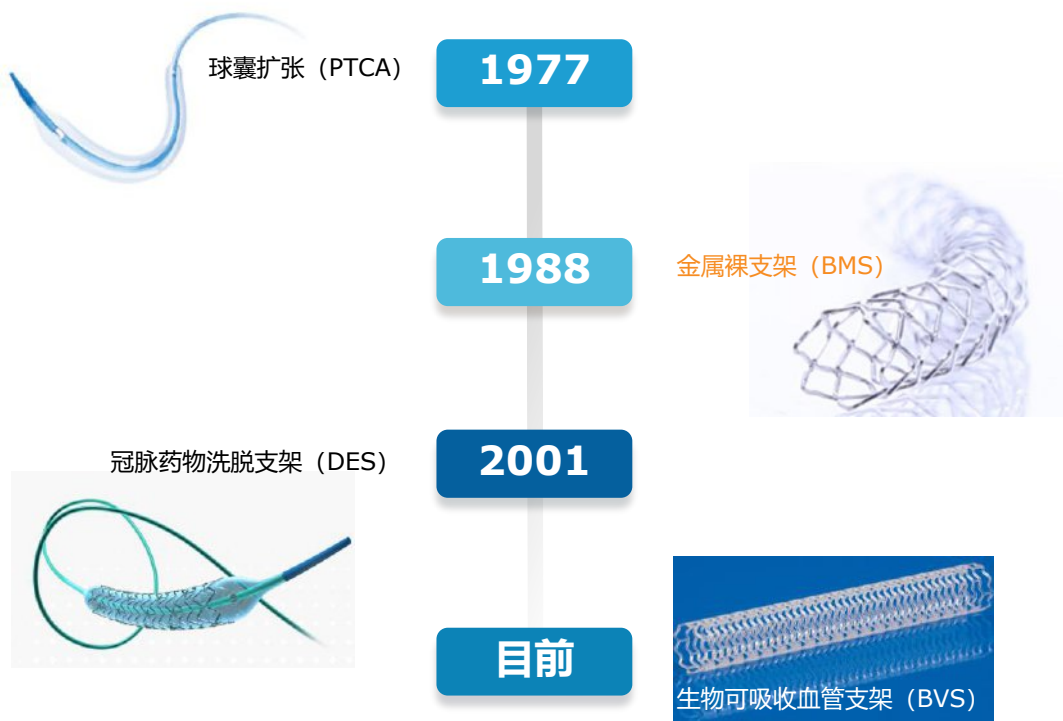 球囊扩张（PTCA）
1977
1988
金属裸支架（BMS）
冠脉药物洗脱支架（DES）
2001
目前
生物可吸收血管支架（BVS）